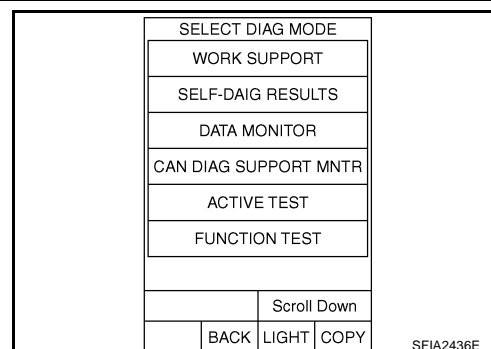 SELECT DIAG MODE
WORK SUPPORT
SELF-DAIG RESULTS
DATA MONITOR
CAN DIAG SUPPORT MNTR
ACTIVE TEST
FUNCTION TEST
Scroll Down
BACK LIGHT COPY
SFIA2436E